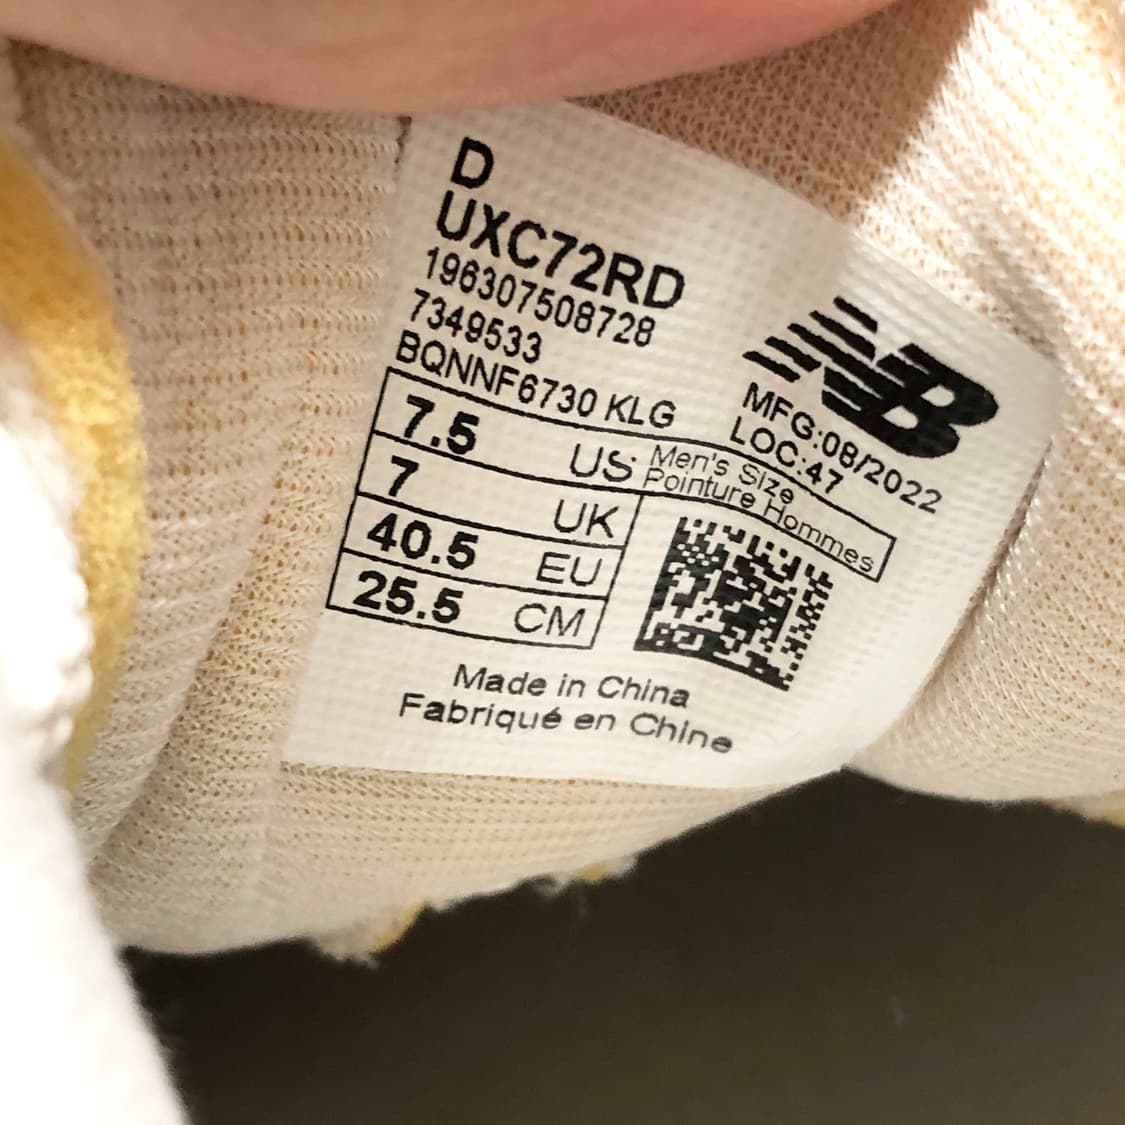 D
UXC72RD
196307508728
7349533
BQNNF6730 KLG
NB
MFG:08/2022
LOC:47
7.5 US Men's Size
Pointure Hommes
7 UK
40.5 EU
25.5 CM
Made in China
Fabriqué en Chine